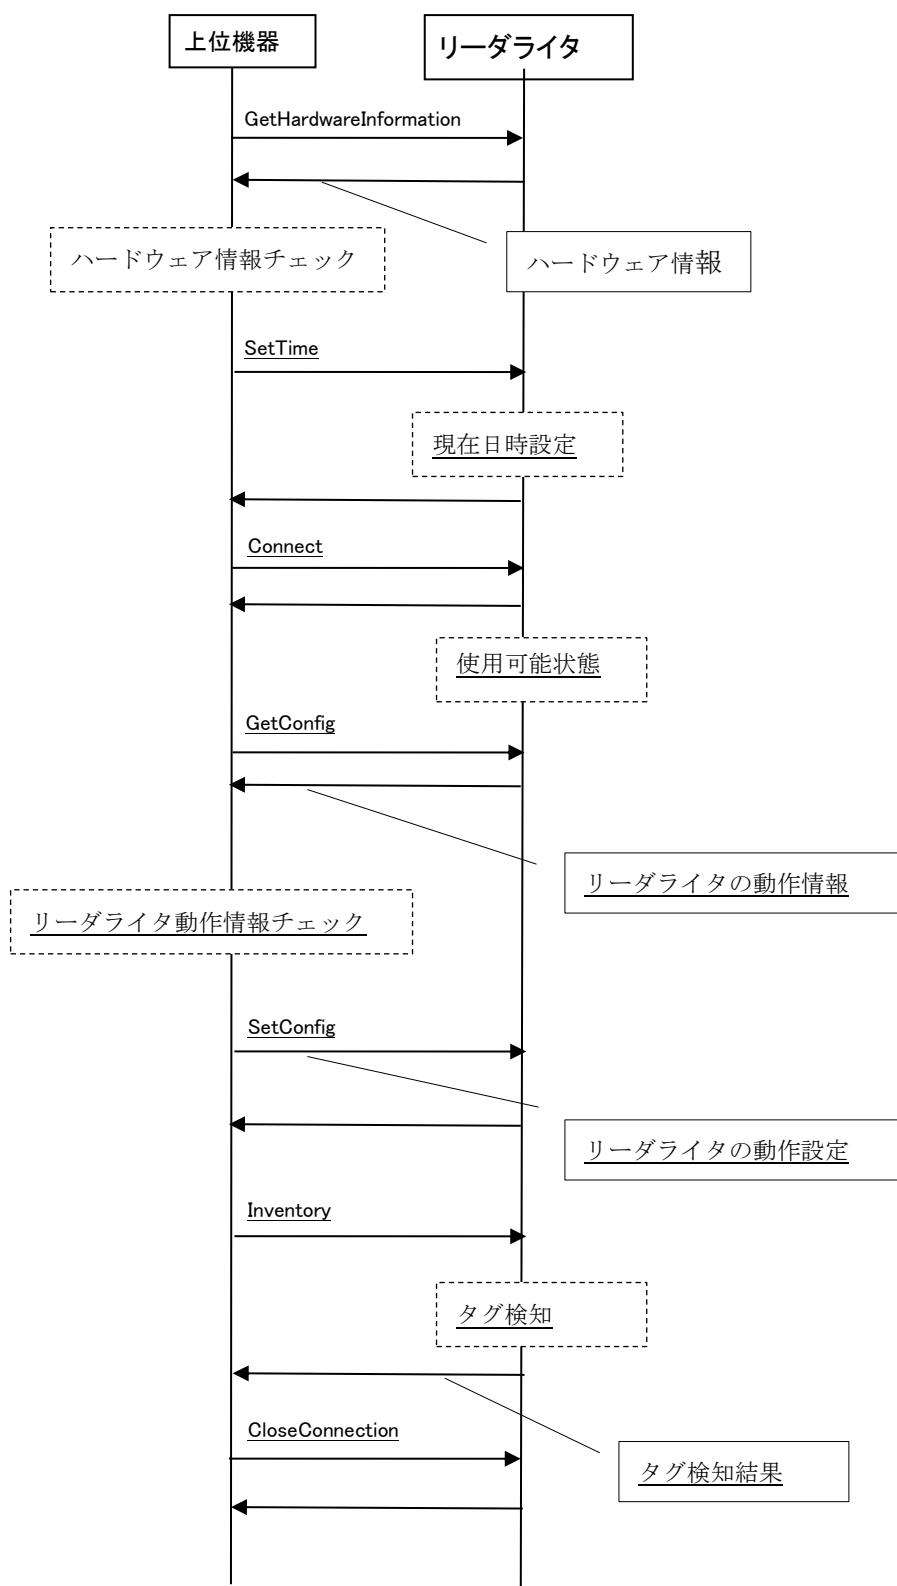 上位機器
リーダライタ
GetHardwareInformation
ハードウェア情報チェック
ハードウェア情報
SetTime
現在日時設定
Connect
使用可能状態
GetConfig
リーダライタの動作情報
リーダライタ動作情報チェック
SetConfig
リーダライタの動作設定
Inventory
タグ検知
CloseConnection
タグ検知結果